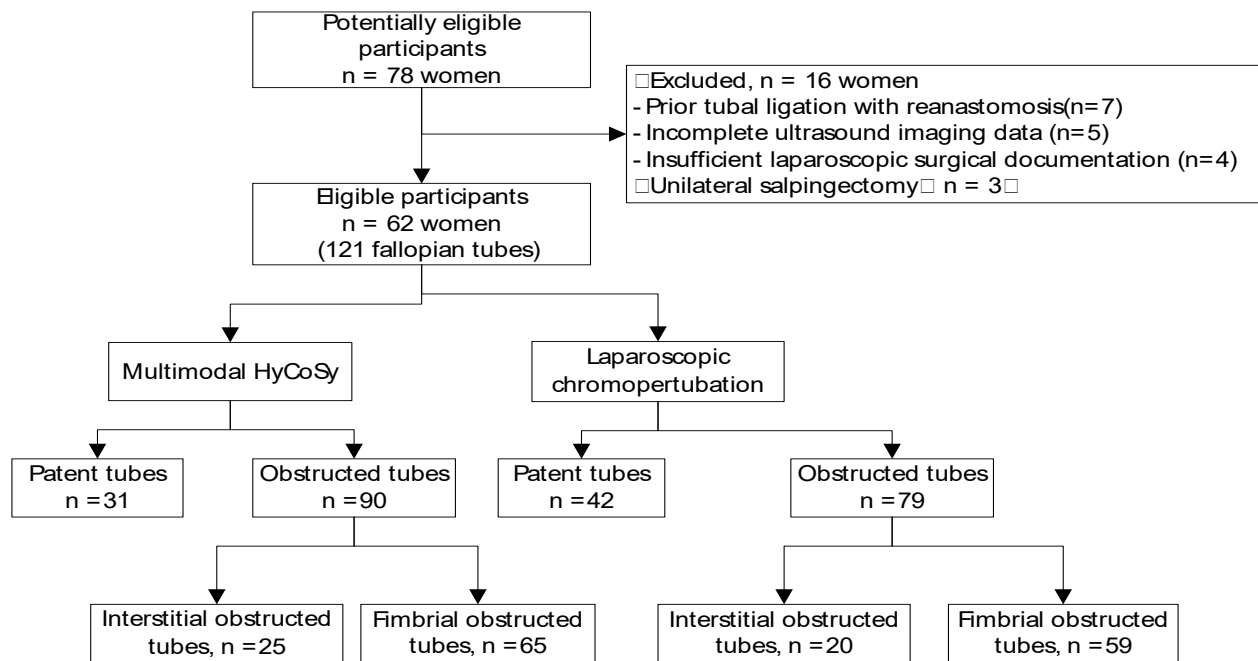 Potentially eligible
participants
n = 78 women
□Excluded, n = 16 women
- Prior tubal ligation with reanastomosis(n=7)
- Incomplete ultrasound imaging data (n=5)
- Insufficient laparoscopic surgical documentation (n=4)
□Unilateral salpingectomy□ n = 3□
Eligible participants
n = 62 women
(121 fallopian tubes)
Multimodal HyCoSy
Laparoscopic
chromopertubation
Patent tubes
n =31
Obstructed tubes
n =90
Patent tubes
n =42
Obstructed tubes
n =79
Interstitial obstructed
tubes, n =25
Fimbrial obstructed
tubes, n =65
Interstitial obstructed
tubes, n =20
Fimbrial obstructed
tubes, n =59